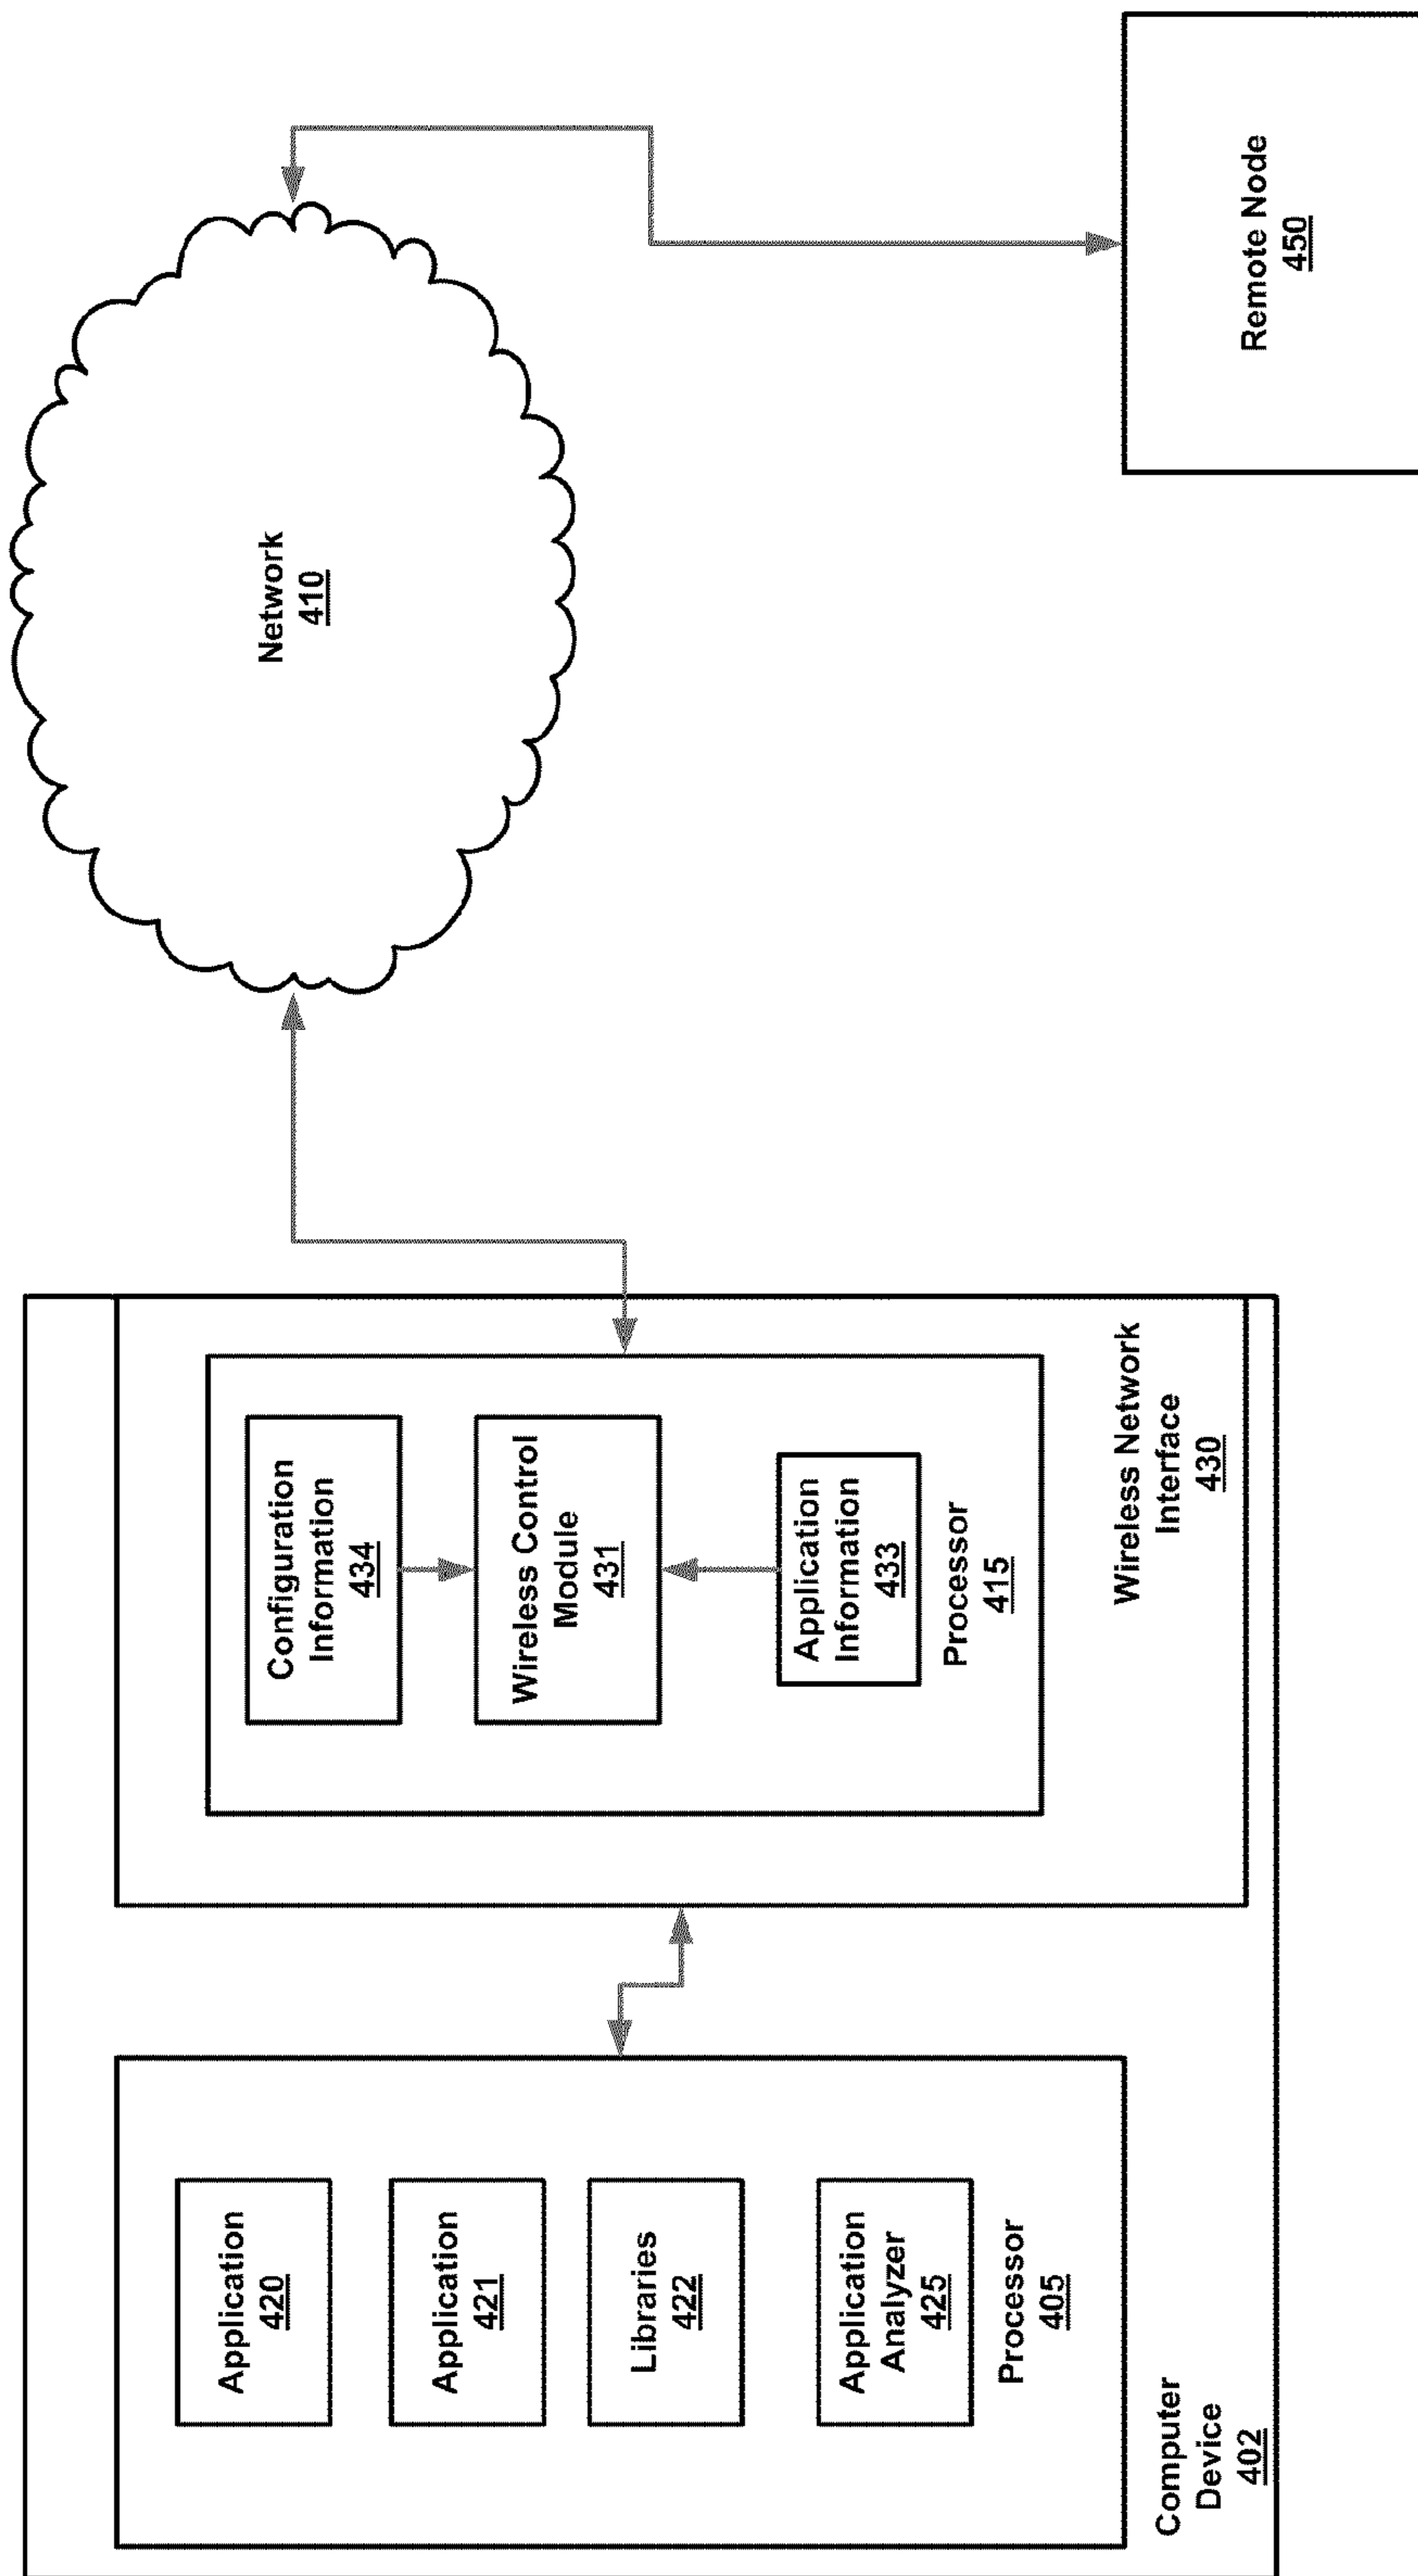 Application
420
Application
421
Libraries
422
Application
Analyzer
425
Processor
405
Computer
Device
402
Configuration
Information
434
Wireless Control
Module
431
Application
Information
433
Processor
415
Wireless Network
Interface
430
Network
410
Remote Node
450